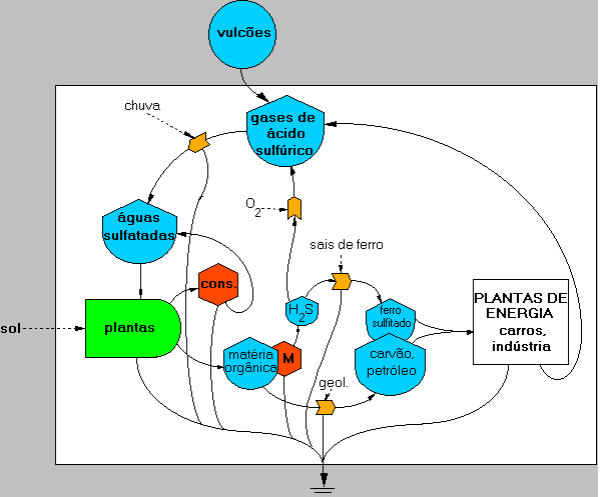 vulcões
chuva
gases de
ácido
sulfúrico
O2
águas
sulfatadas
sais de ferro
cons.
H2S
ferro
sulfitado
PLANTAS DE
ENERGIA
carros,
indústria
sol
plantas
matéria
orgânica
M
carvão,
petróleo
geol.